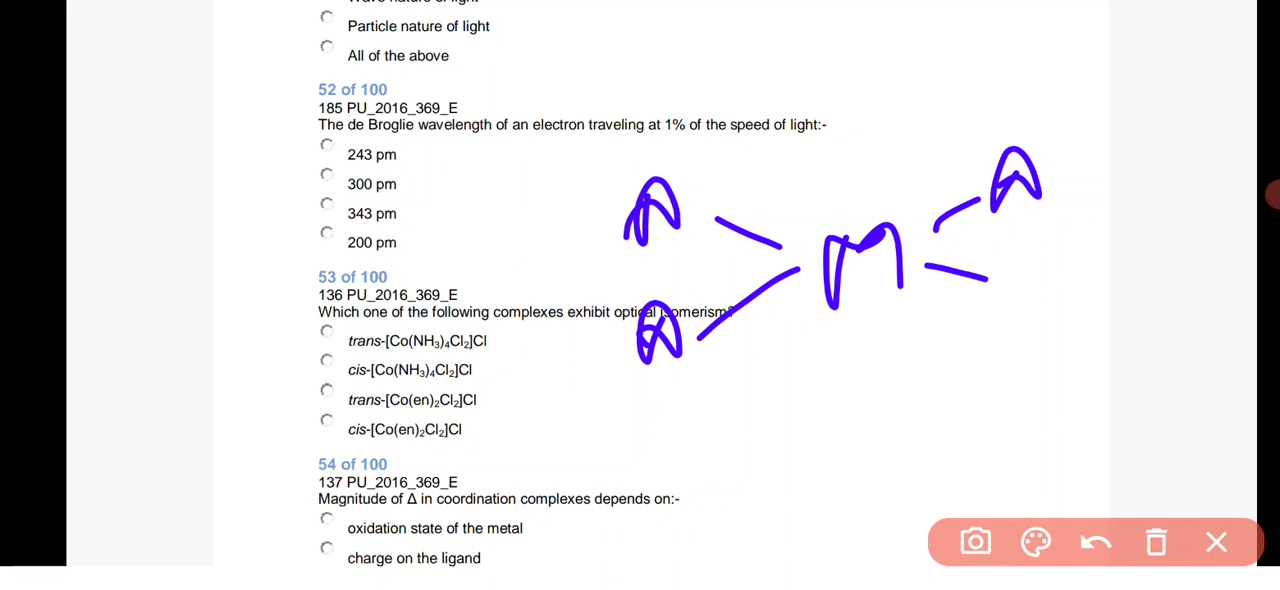 Particle nature of light
All of the above
52 of 100
185 PU_2016_369_E
The de Broglie wavelength of an electron traveling at 1% of the speed of light:-
243 pm
300 pm
343 pm
200 pm
53 of 100
136 PU_2016_369_E
Which one of the following complexes exhibit optical isomerism?
trans-[Co(NH₃)₄Cl₂]Cl
cis-[Co(NH₃)₄Cl₂]Cl
trans-[Co(en)₂Cl₂]Cl
cis-[Co(en)₂Cl₂]Cl
A
A
M
A
54 of 100
137 PU_2016_369_E
Magnitude of Δ in coordination complexes depends on:-
oxidation state of the metal
charge on the ligand